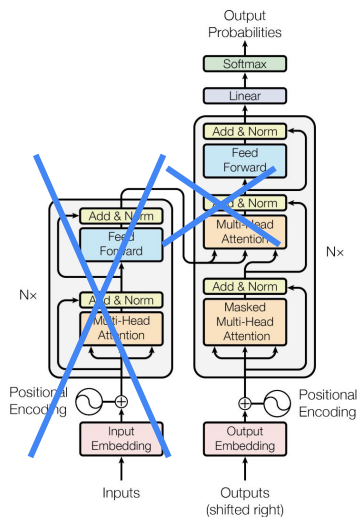 Output
Probabilities
Softmax
Linear
Add & Norm
Feed
Forward
Add & Norm
Multi-Head
Attention
Add & Norm
Masked
Multi-Head
Attention
N×
Positional
Encoding
Output
Embedding
Outputs
(shifted right)
Add & Norm
Feed
Forward
Add & Norm
Multi-Head
Attention
N×
Positional
Encoding
Input
Embedding
Inputs